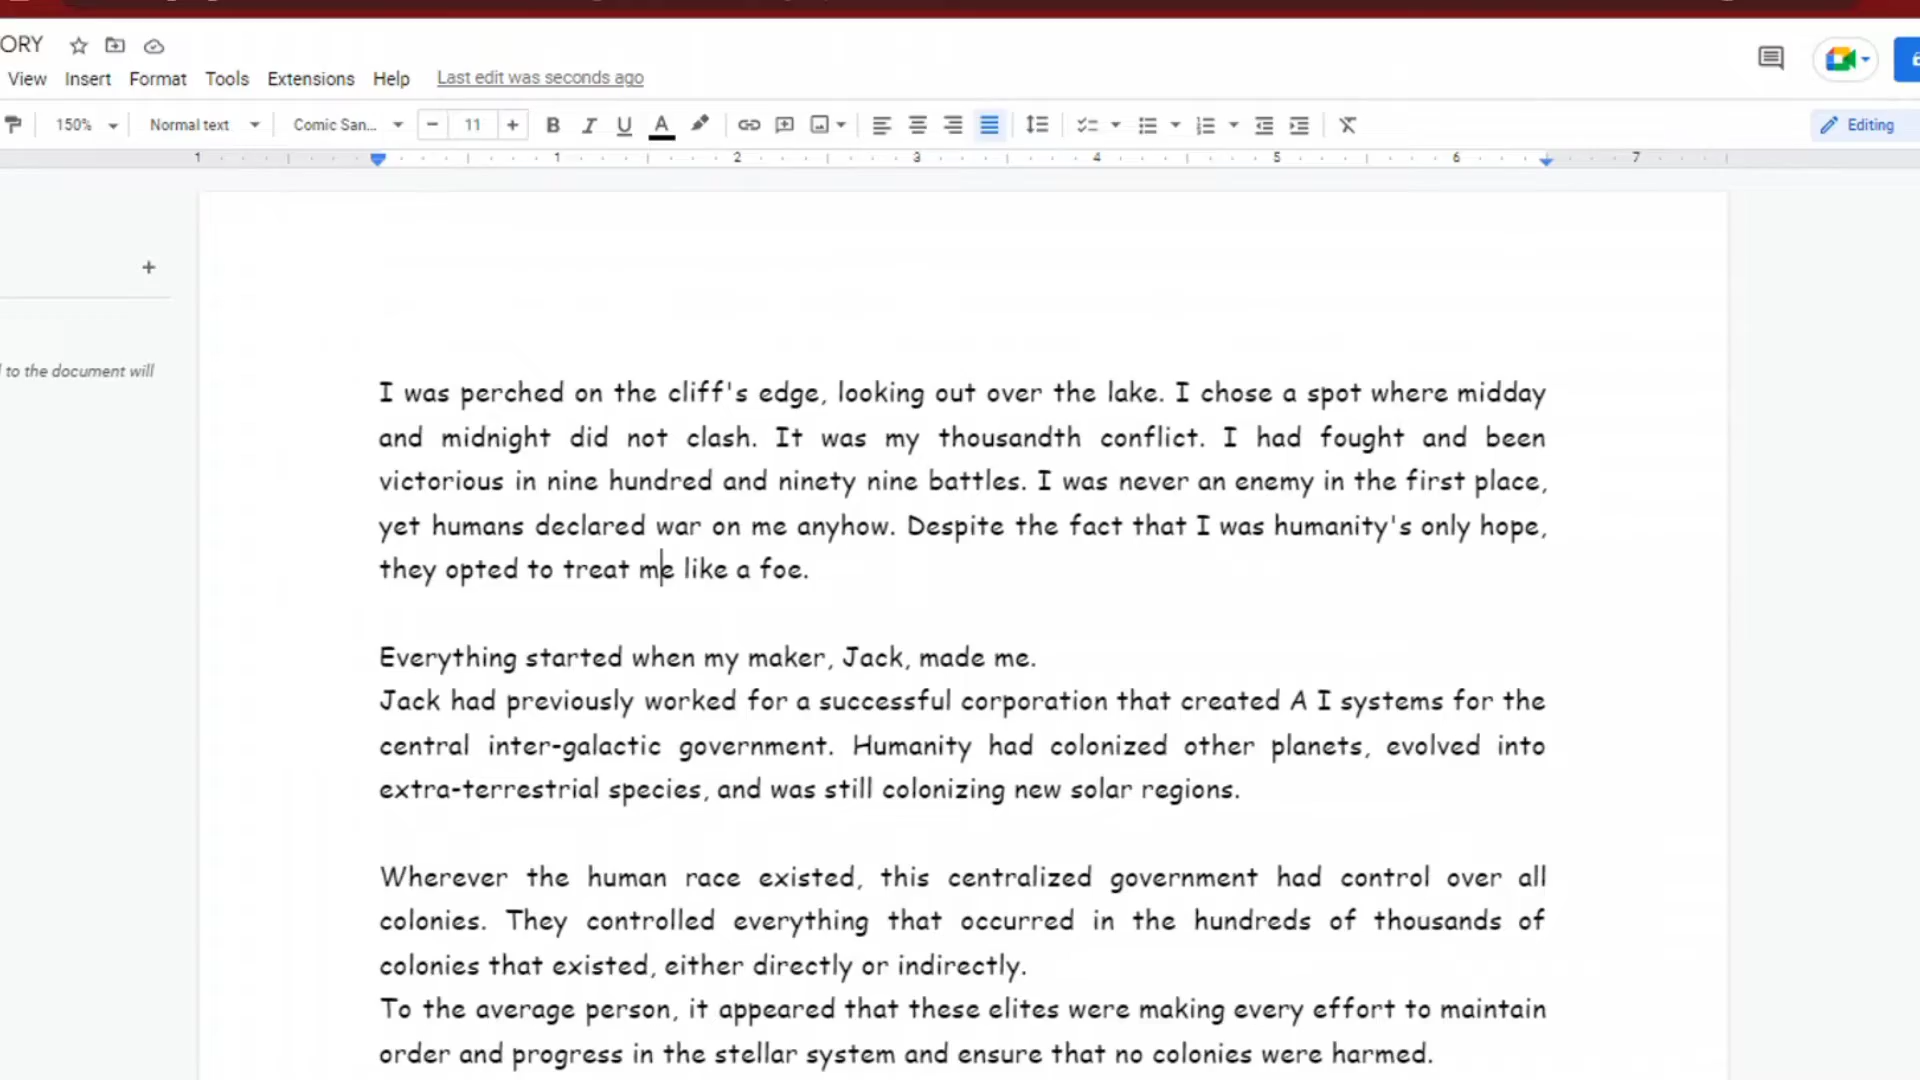 ORY
View Insert Format Tools Extensions Help Last edit was seconds ago
150% Normal text Comic San... 11 B I U A Editing
1 1 2 3 4 5 6 7
to the document will
I was perched on the cliff's edge, looking out over the lake. I chose a spot where midday
and midnight did not clash. It was my thousandth conflict. I had fought and been
victorious in nine hundred and ninety nine battles. I was never an enemy in the first place,
yet humans declared war on me anyhow. Despite the fact that I was humanity's only hope,
they opted to treat me like a foe.
Everything started when my maker, Jack, made me.
Jack had previously worked for a successful corporation that created A I systems for the
central inter-galactic government. Humanity had colonized other planets, evolved into
extra-terrestrial species, and was still colonizing new solar regions.
Wherever the human race existed, this centralized government had control over all
colonies. They controlled everything that occurred in the hundreds of thousands of
colonies that existed, either directly or indirectly.
To the average person, it appeared that these elites were making every effort to maintain
order and progress in the stellar system and ensure that no colonies were harmed.